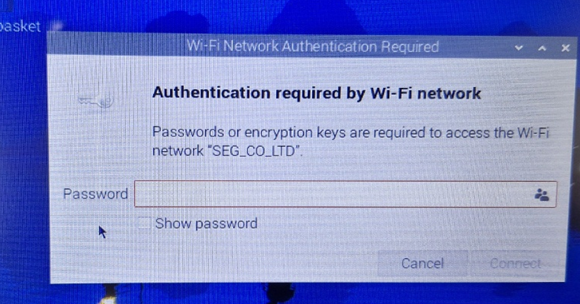 basket
Wi-Fi Network Authentication Required
Authentication required by Wi-Fi network
Passwords or encryption keys are required to access the Wi-Fi
network "SEG_CO_LTD".
Password
Show password
Cancel Connect